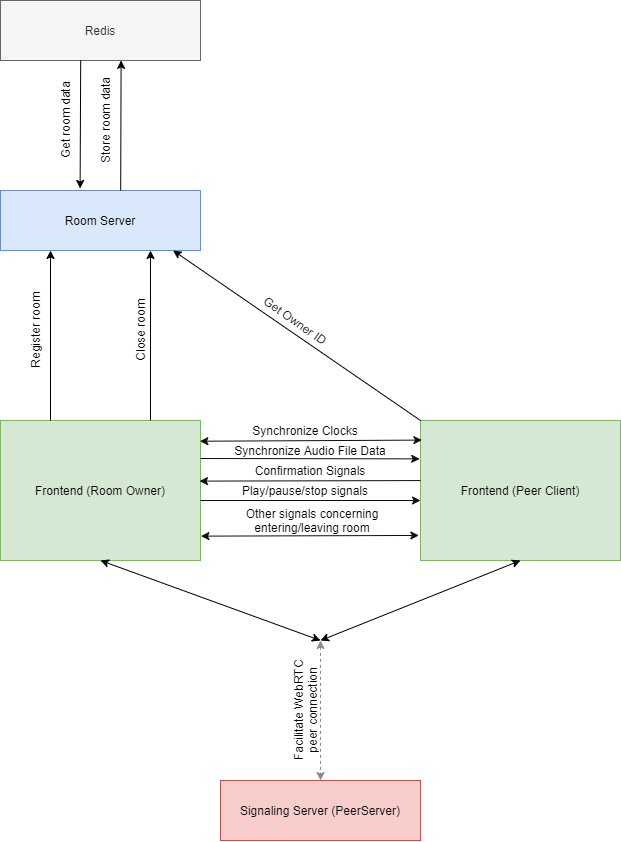 Redis
Get room data
Store room data
Room Server
Register room
Close room
Get Owner ID
Synchronize Clocks
Synchronize Audio File Data
Confirmation Signals
Play/pause/stop signals
Other signals concerning
entering/leaving room
Frontend (Room Owner)
Frontend (Peer Client)
Facilitate WebRTC
peer connection
Signaling Server (PeerServer)